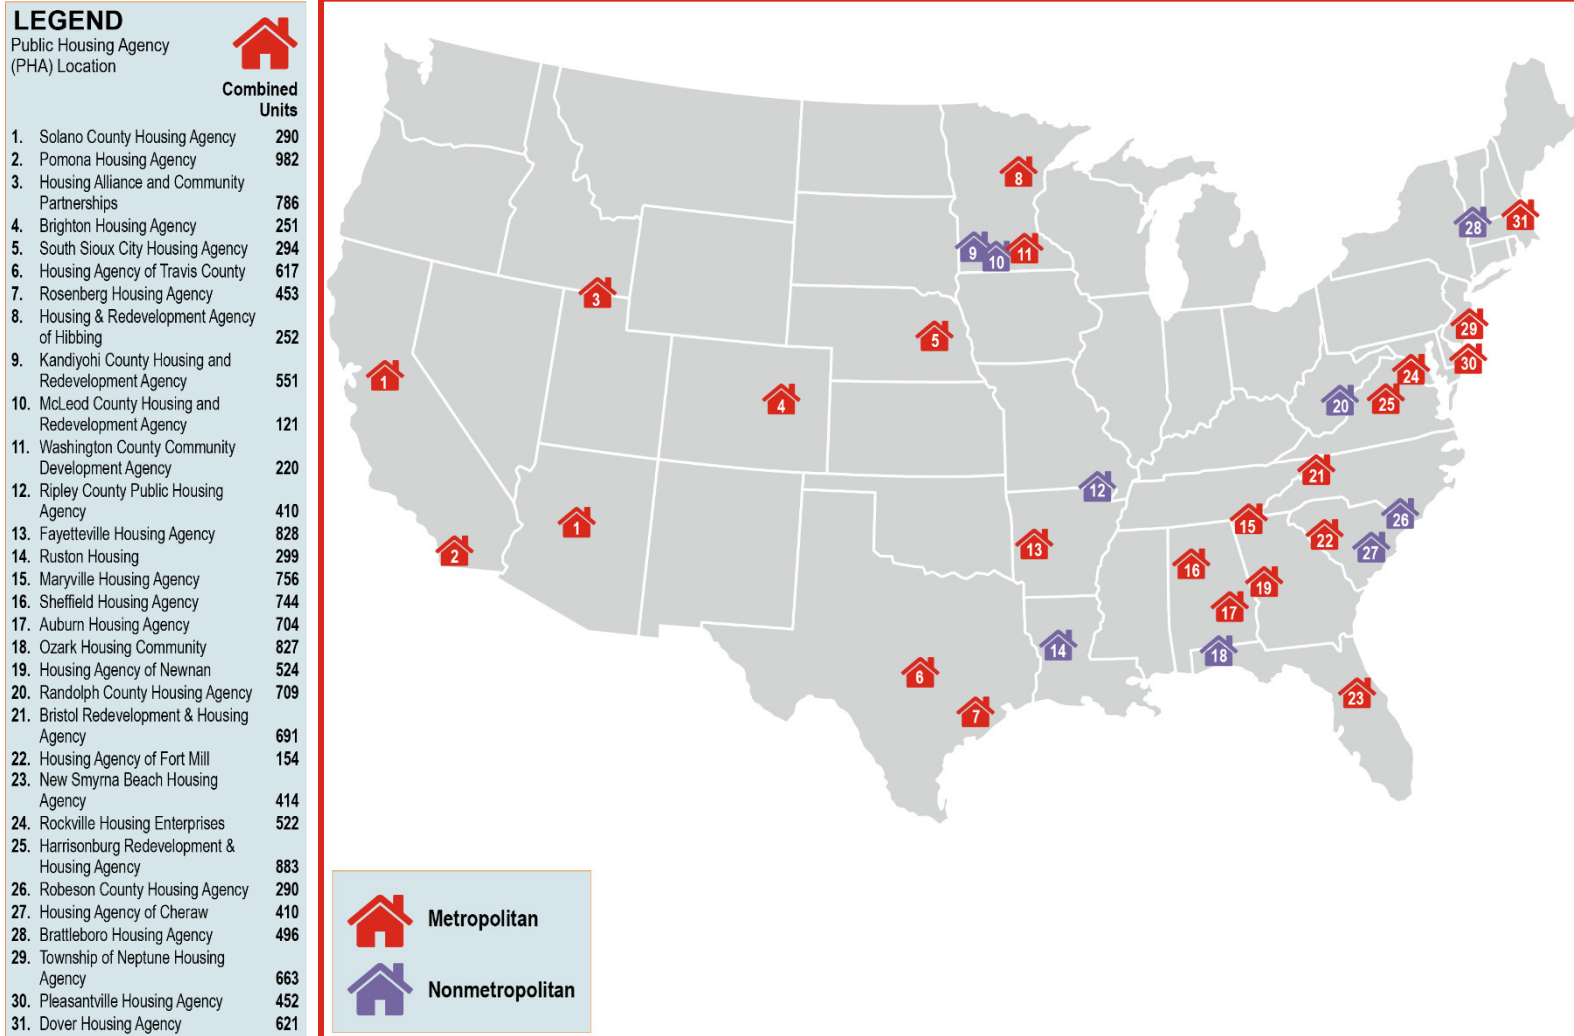 LEGEND
Public Housing Agency
(PHA) Location
Combined
Units
1. Solano County Housing Agency 290
2. Pomona Housing Agency 982
3. Housing Alliance and Community
Partnerships 786
4. Brighton Housing Agency 251
5. South Sioux City Housing Agency 294
6. Housing Agency of Travis County 617
7. Rosenberg Housing Agency 453
8. Housing & Redevelopment Agency
of Hibbing 252
9. Kandiyohi County Housing and
Redevelopment Agency 551
10. McLeod County Housing and
Redevelopment Agency 121
11. Washington County Community
Development Agency 220
12. Ripley County Public Housing
Agency 410
13. Fayetteville Housing Agency 828
14. Ruston Housing 299
15. Maryville Housing Agency 756
16. Sheffield Housing Agency 744
17. Auburn Housing Agency 704
18. Ozark Housing Community 827
19. Housing Agency of Newnan 524
20. Randolph County Housing Agency 709
21. Bristol Redevelopment & Housing
Agency 691
22. Housing Agency of Fort Mill 154
23. New Smyrna Beach Housing
Agency 414
24. Rockville Housing Enterprises 522
25. Harrisonburg Redevelopment &
Housing Agency 883
26. Robeson County Housing Agency 290
27. Housing Agency of Cheraw 410
28. Brattleboro Housing Agency 496
29. Township of Neptune Housing
Agency 663
30. Pleasantville Housing Agency 452
31. Dover Housing Agency 621
8
31
28
9
10
11
3
29
5
30
24
1
4
20
25
21
12
26
15
1
22
13
27
2
16
19
17
14
18
6
23
7
Metropolitan
Nonmetropolitan